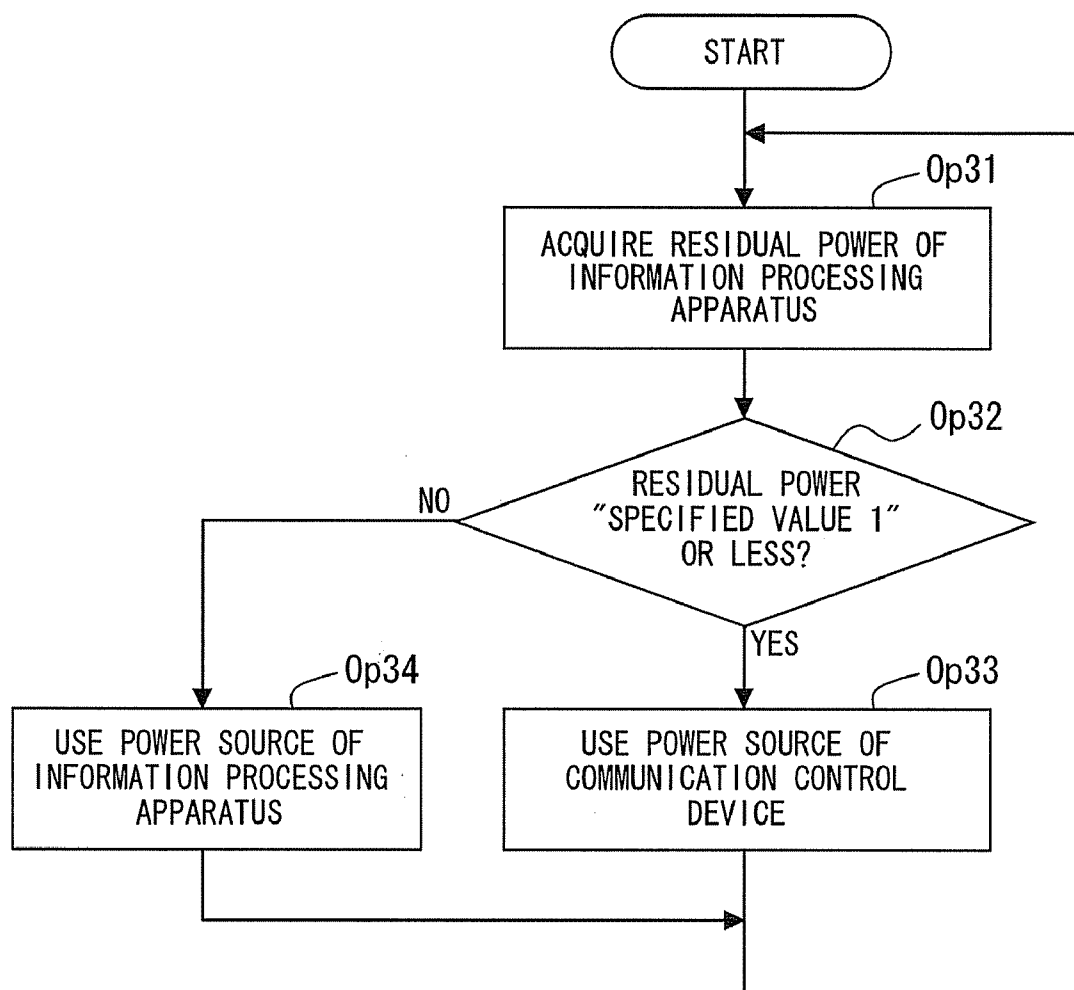 START
Op31
ACQUIRE RESIDUAL POWER OF
INFORMATION PROCESSING
APPARATUS
Op32
RESIDUAL POWER
"SPECIFIED VALUE 1"
OR LESS?
NO
YES
Op34
USE POWER SOURCE OF
INFORMATION PROCESSING
APPARATUS
Op33
USE POWER SOURCE OF
COMMUNICATION CONTROL
DEVICE